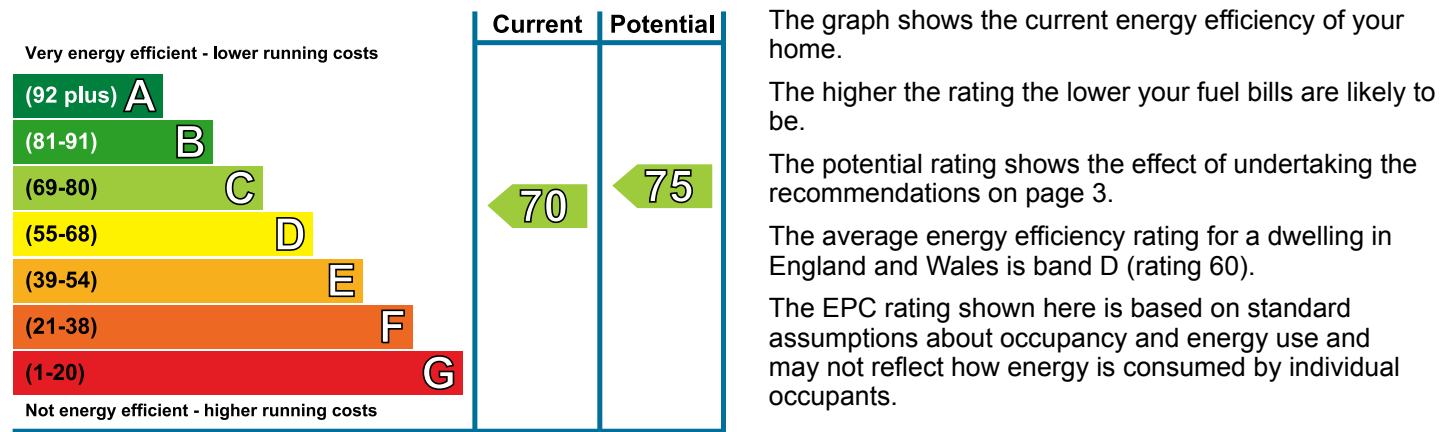 Current Potential
Very energy efficient - lower running costs
(92 plus) A
(81-91) B
(69-80) C
(55-68) D
(39-54) E
(21-38) F
(1-20) G
Not energy efficient - higher running costs
70
75
The graph shows the current energy efficiency of your
home.
The higher the rating the lower your fuel bills are likely to
be.
The potential rating shows the effect of undertaking the
recommendations on page 3.
The average energy efficiency rating for a dwelling in
England and Wales is band D (rating 60).
The EPC rating shown here is based on standard
assumptions about occupancy and energy use and
may not reflect how energy is consumed by individual
occupants.